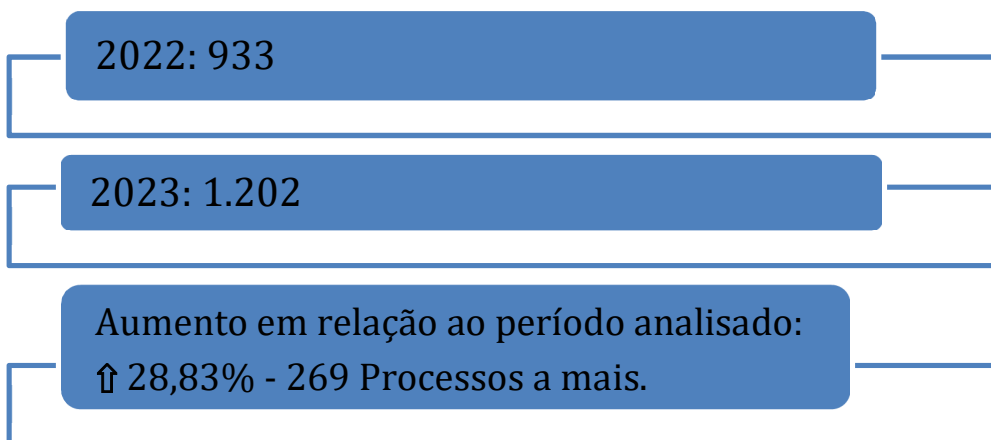 2022: 933
2023: 1.202
Aumento em relação ao período analisado:
⇧ 28,83% - 269 Processos a mais.